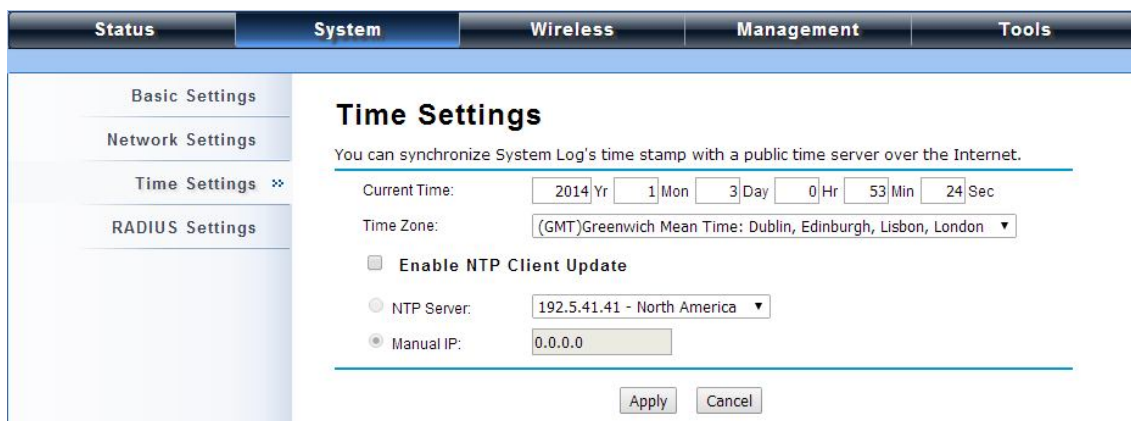 Status System Wireless Management Tools
Basic Settings
Network Settings
Time Settings »
RADIUS Settings
Time Settings
You can synchronize System Log's time stamp with a public time server over the Internet.
Current Time: 2014 Yr 1 Mon 3 Day 0 Hr 53 Min 24 Sec
Time Zone: (GMT)Greenwich Mean Time: Dublin, Edinburgh, Lisbon, London
Enable NTP Client Update
NTP Server: 192.5.41.41 - North America
Manual IP: 0.0.0.0
Apply Cancel